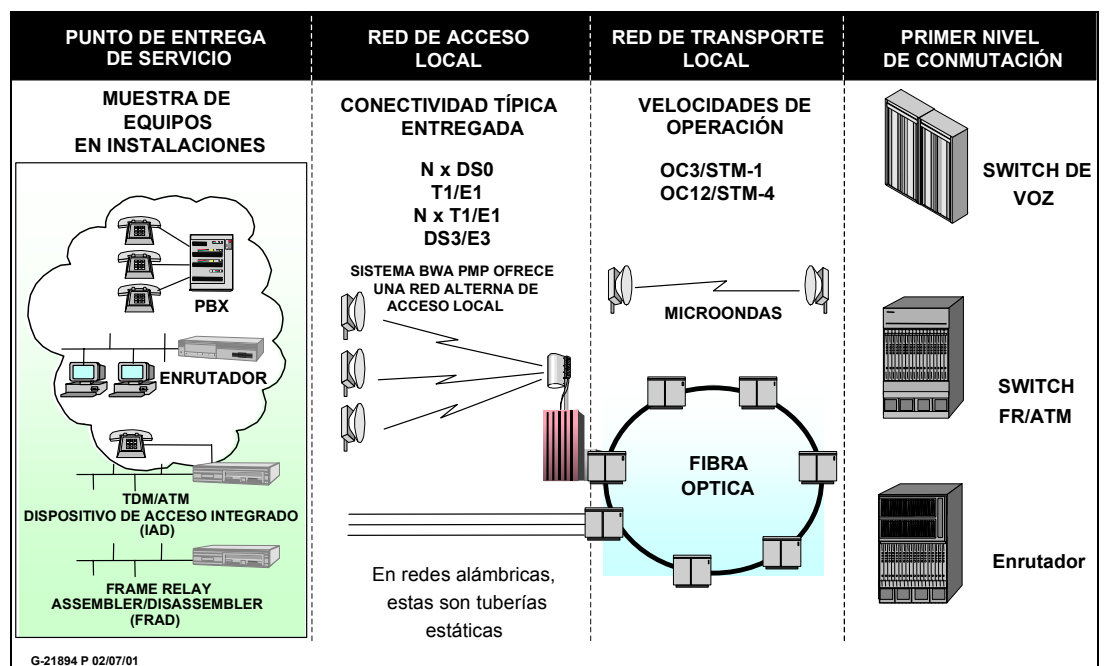 PUNTO DE ENTREGA
DE SERVICIO
RED DE ACCESO
LOCAL
RED DE TRANSPORTE
LOCAL
PRIMER NIVEL
DE CONMUTACIÓN
MUESTRA DE
EQUIPOS
EN INSTALACIONES
PBX
ENRUTADOR
TDM/ATM
DISPOSITIVO DE ACCESO INTEGRADO
(IAD)
FRAME RELAY
ASSEMBLER/DISASSEMBLER
(FRAD)
CONECTIVIDAD TÍPICA
ENTREGADA
N x DS0
T1/E1
N x T1/E1
DS3/E3
SISTEMA BWA PMP OFRECE
UNA RED ALTERNA DE
ACCESO LOCAL
En redes alámbricas,
estas son tuberías
estáticas
VELOCIDADES DE
OPERACIÓN
OC3/STM-1
OC12/STM-4
MICROONDAS
FIBRA
OPTICA
SWITCH DE
VOZ
SWITCH
FR/ATM
Enrutador
G-21894 P 02/07/01